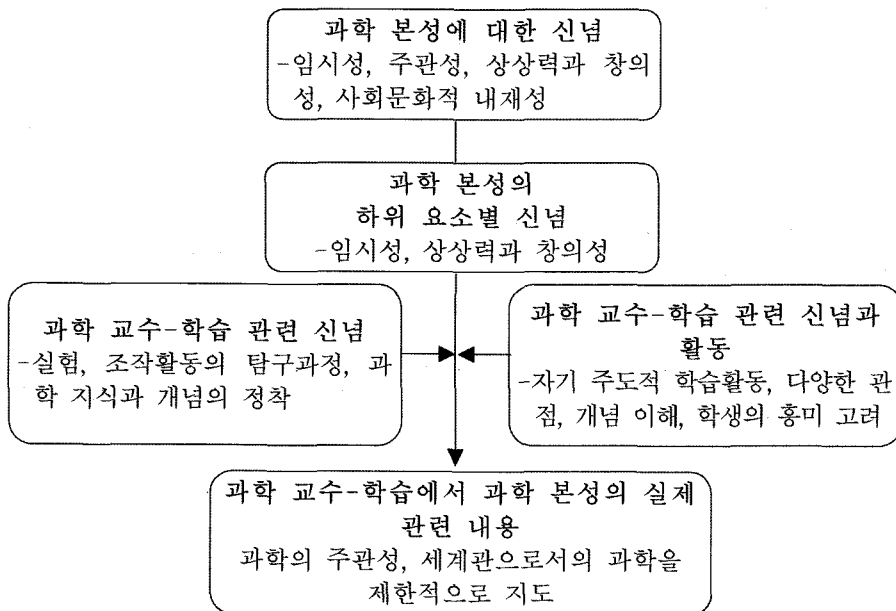 과학 본성에 대한 신념
-임시성, 주관성, 상상력과 창의
성, 사회문화적 내재성
과학 본성의
하위 요소별 신념
-임시성, 상상력과 창의성
과학 교수-학습 관련 신념
-실험, 조작활동의 탐구과정, 과
학 지식과 개념의 정착
과학 교수-학습 관련 신념과
활동
-자기 주도적 학습활동, 다양한 관
점, 개념 이해, 학생의 흥미 고려
과학 교수-학습에서 과학 본성의 실제
관련 내용
과학의 주관성, 세계관으로서의 과학을
제한적으로 지도